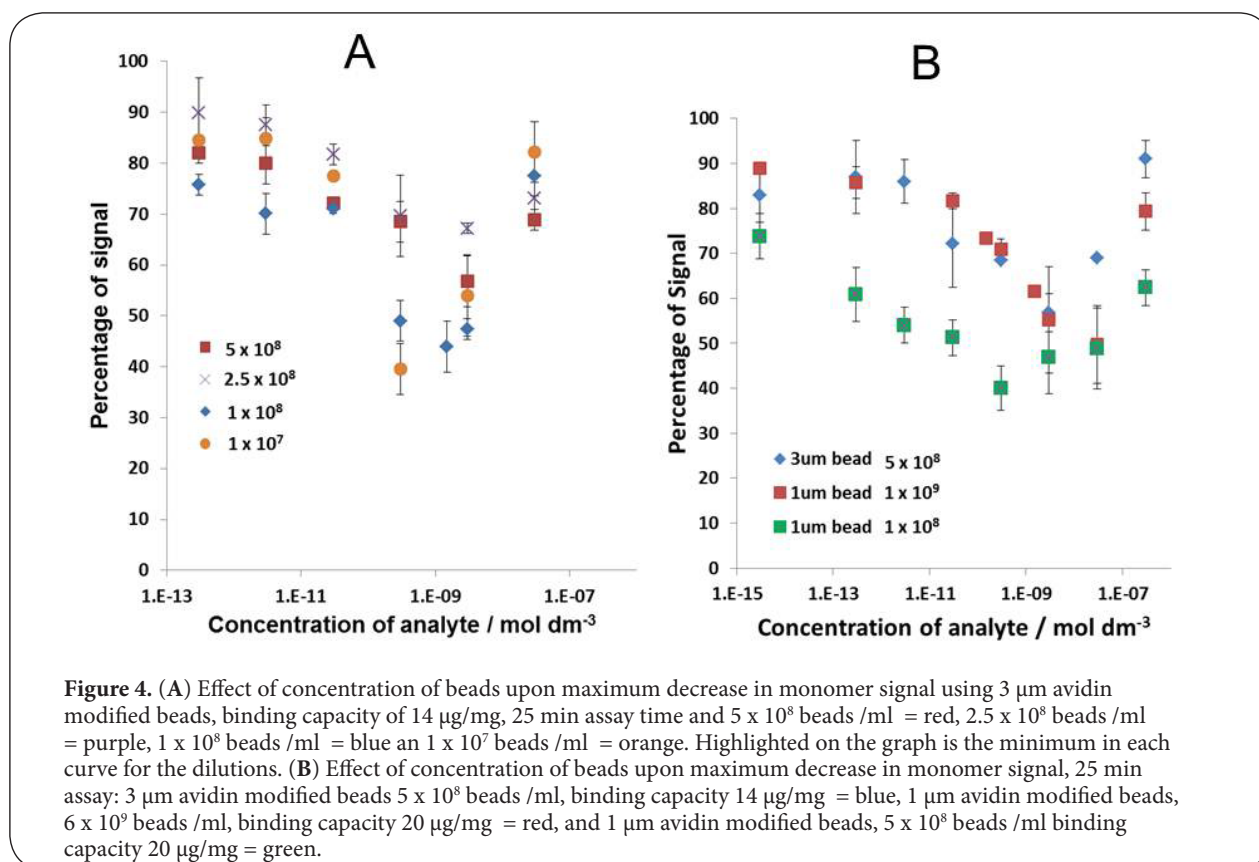 A
100
90
80
70
60
50
40
30
20
10
0
Percentage of signal
5 x 10⁸
2.5 x 10⁸
1 x 10⁸
1 x 10⁷
1.E-13
1.E-11
1.E-09
1.E-07
Concentration of analyte / mol dm⁻³
B
100
90
80
70
60
50
40
30
20
10
0
Percentage of Signal
3um bead 5 x 10⁸
1um bead 1 x 10⁹
1um bead 1 x 10⁸
1.E-15
1.E-13
1.E-11
1.E-09
1.E-07
Concentration of analyte / mol dm⁻³
Figure 4. (A) Effect of concentration of beads upon maximum decrease in monomer signal using 3 µm avidin
modified beads, binding capacity of 14 µg/mg, 25 min assay time and 5 x 10⁸ beads /ml = red, 2.5 x 10⁸ beads /ml
= purple, 1 x 10⁸ beads /ml = blue an 1 x 10⁷ beads /ml = orange. Highlighted on the graph is the minimum in each
curve for the dilutions. (B) Effect of concentration of beads upon maximum decrease in monomer signal, 25 min
assay: 3 µm avidin modified beads 5 x 10⁸ beads /ml, binding capacity 14 µg/mg = blue, 1 µm avidin modified beads,
6 x 10⁹ beads /ml, binding capacity 20 µg/mg = red, and 1 µm avidin modified beads, 5 x 10⁸ beads /ml binding
capacity 20 µg/mg = green.